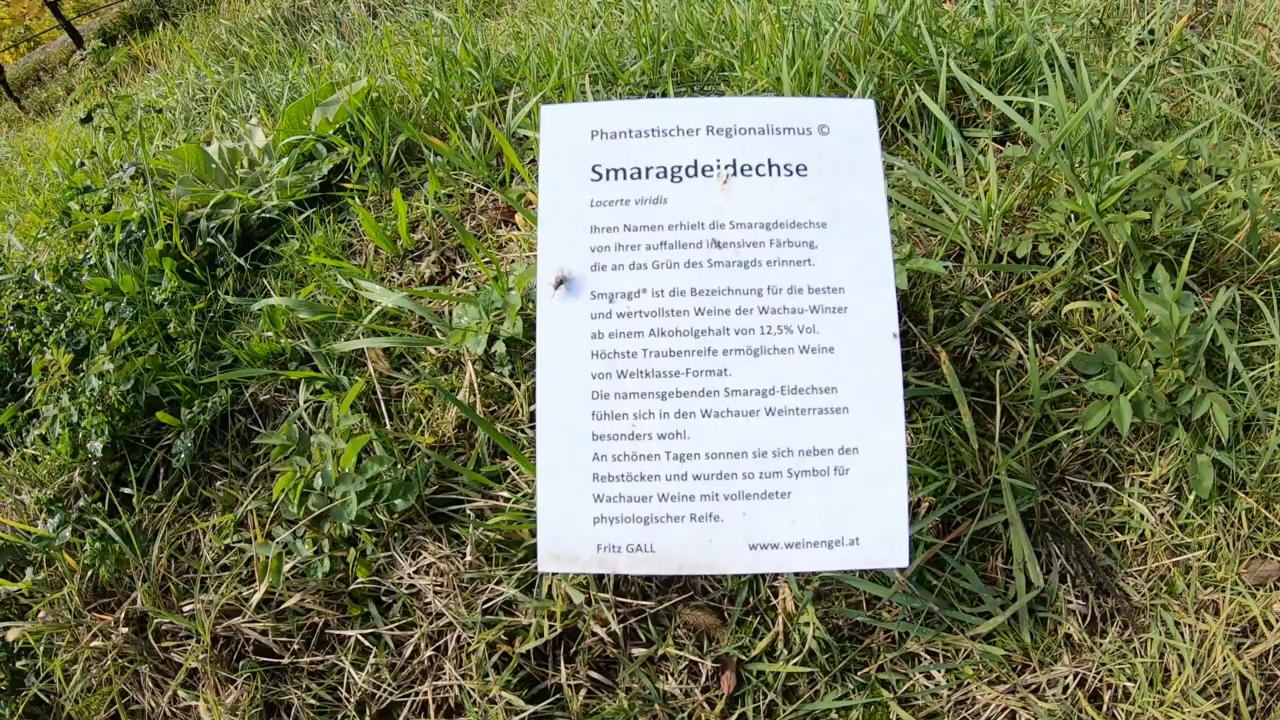 Phantastischer Regionalismus ©
Smaragdeidechse
Locerte viridis
Ihren Namen erhielt die Smaragdeidechse
von ihrer auffallend intensiven Färbung,
die an das Grün des Smaragds erinnert.
Smaragd® ist die Bezeichnung für die besten
und wertvollsten Weine der Wachau-Winzer
ab einem Alkoholgehalt von 12,5% Vol.
Höchste Traubenreife ermöglichen Weine
von Weltklasse-Format.
Die namensgebenden Smaragd-Eidechsen
fühlen sich in den Wachauer Weinterrassen
besonders wohl.
An schönen Tagen sonnen sie sich neben den
Rebstöcken und wurden so zum Symbol für
Wachauer Weine mit vollendeter
physiologischer Reife.
Fritz GALL www.weinengel.at